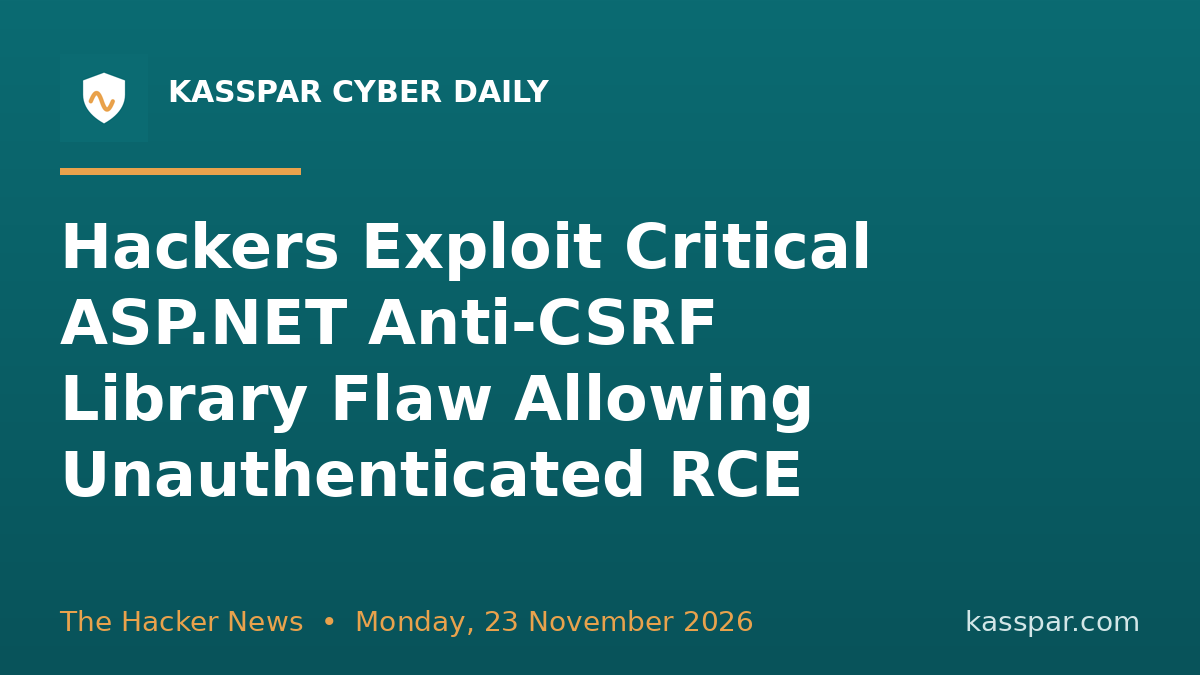 KASSPAR CYBER DAILY
Hackers Exploit Critical
ASP.NET Anti-CSRF
Library Flaw Allowing
Unauthenticated RCE
The Hacker News • Monday, 23 November 2026
kasspar.com